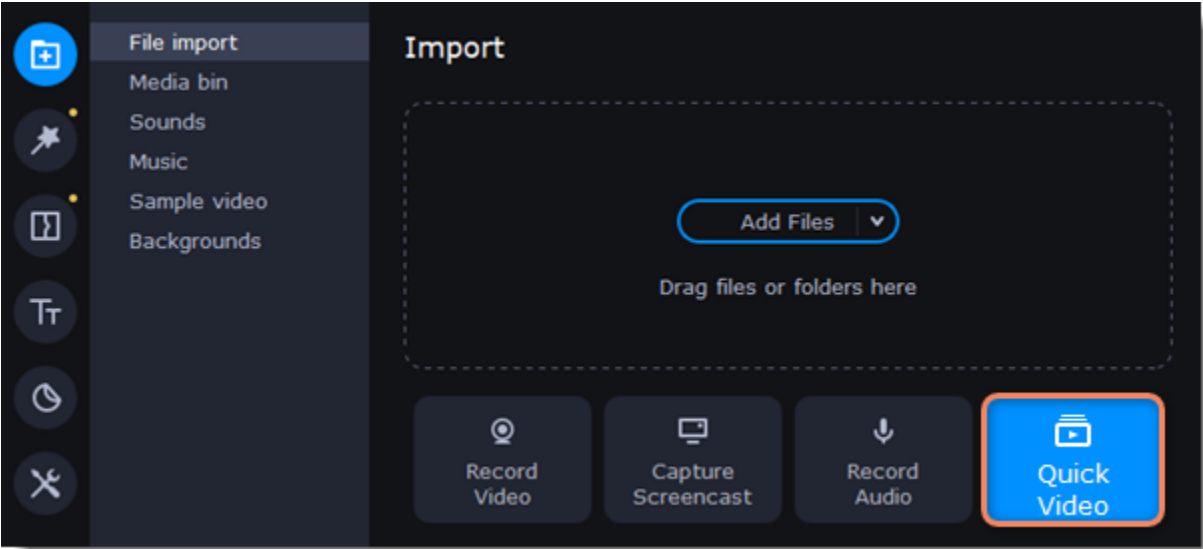 File import
Media bin
Sounds
Music
Sample video
Backgrounds
Import
Add Files
Drag files or folders here
Record
Video
Capture
Screencast
Record
Audio
Quick
Video
Tт